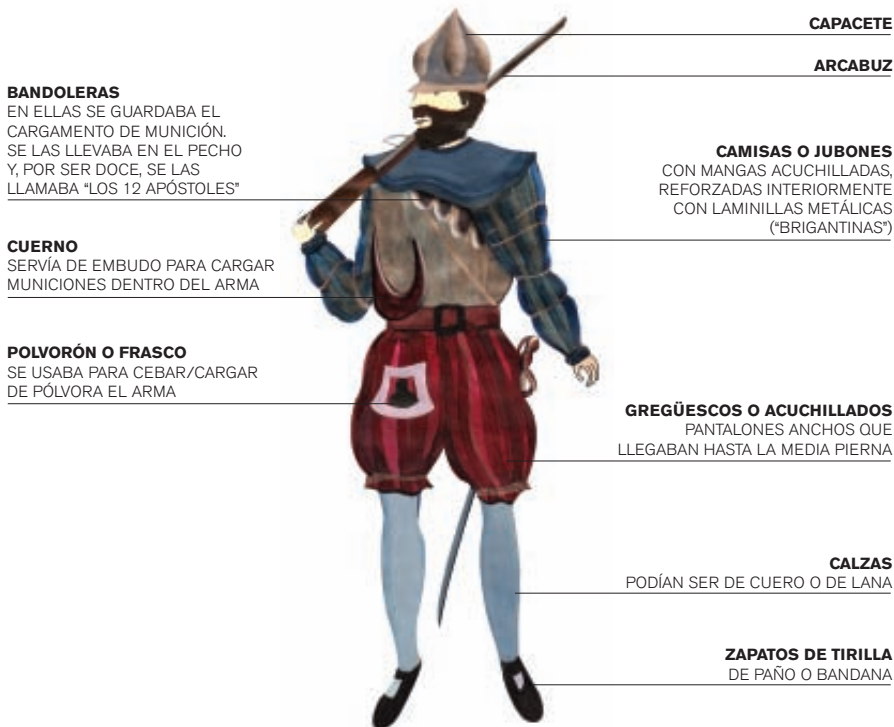 CAPACETE
ARCABUZ
BANDOLERAS
EN ELLAS SE GUARDABA EL
CARGAMENTO DE MUNICIÓN.
SE LAS LLEVABA EN EL PECHO
Y, POR SER DOCE, SE LAS
LLAMABA “LOS 12 APÓSTOLES”
CAMISAS O JUBONES
CON MANGAS ACUCHILLADAS,
REFORZADAS INTERIORMENTE
CON LAMINILLAS METÁLICAS
(“BRIGANTINAS”)
CUERNO
SERVÍA DE EMBUDO PARA CARGAR
MUNICIONES DENTRO DEL ARMA
POLVORÓN O FRASCO
SE USABA PARA CEBAR/CARGAR
DE PÓLVORA EL ARMA
GREGÜESCOS O ACUCHILLADOS
PANTALONES ANCHOS QUE
LLEGABAN HASTA LA MEDIA PIERNA
CALZAS
PODÍAN SER DE CUERO O DE LANA
ZAPATOS DE TIRILLA
DE PAÑO O BANDANA